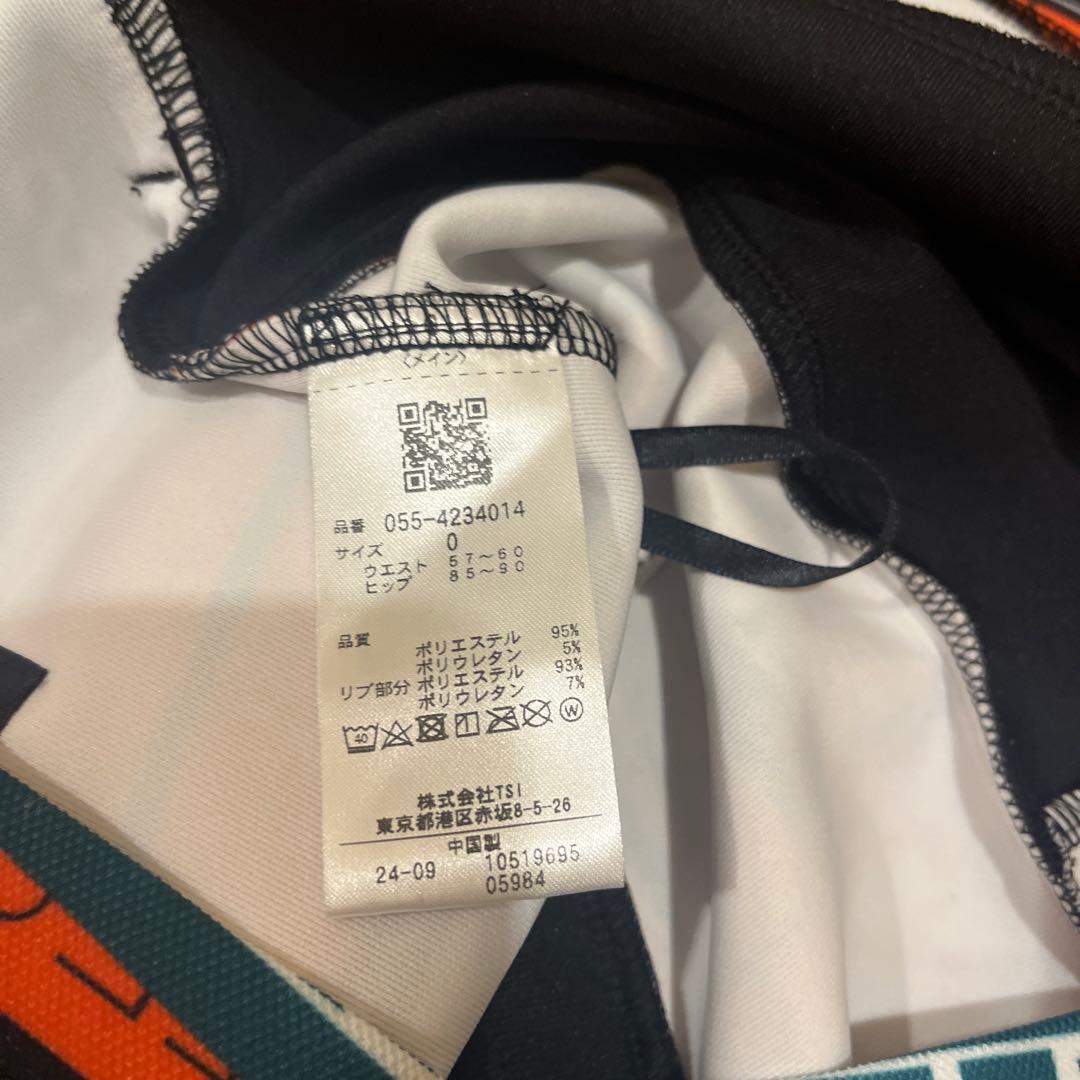 〈メイン〉
品番 055-4234014
サイズ 0
ウエスト 57～60
ヒップ 85～90
品質 ポリエステル 95%
ポリウレタン 5%
リブ部分 ポリエステル 93%
ポリウレタン 7%
40 W
株式会社TSI
東京都港区赤坂8-5-26
中国製
24-09 10519695
05984